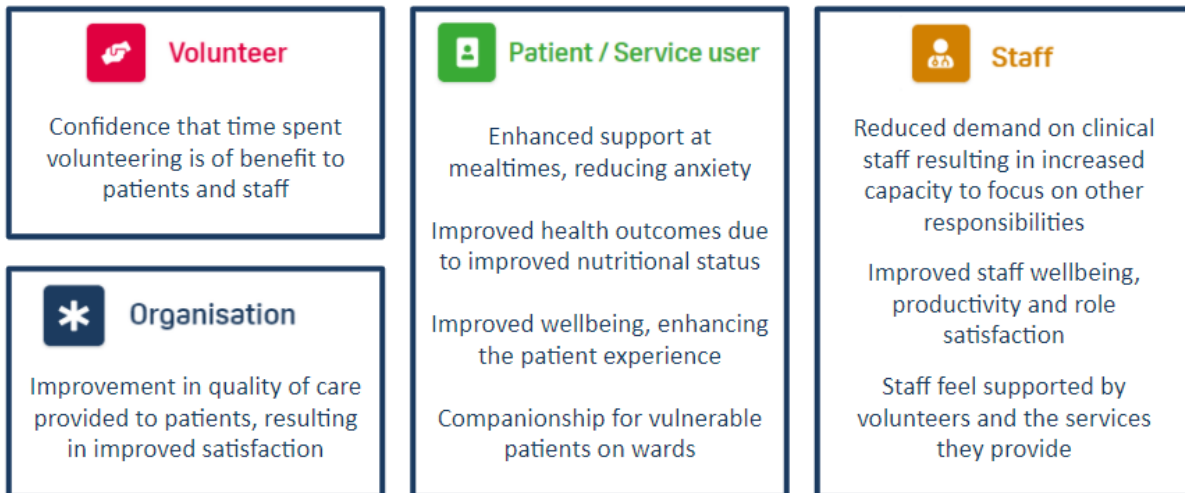 Volunteer
Confidence that time spent
volunteering is of benefit to
patients and staff
Organisation
Improvement in quality of care
provided to patients, resulting
in improved satisfaction
Patient / Service user
Enhanced support at
mealtimes, reducing anxiety
Improved health outcomes due
to improved nutritional status
Improved wellbeing, enhancing
the patient experience
Companionship for vulnerable
patients on wards
Staff
Reduced demand on clinical
staff resulting in increased
capacity to focus on other
responsibilities
Improved staff wellbeing,
productivity and role
satisfaction
Staff feel supported by
volunteers and the services
they provide